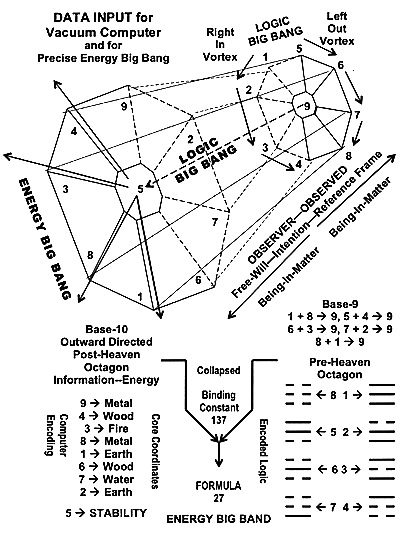 DATA INPUT for
Vacuum Computer
and for
Precise Energy Big Bang
Right
In
Vortex
LOGIC
BIG BANG
Left
Out
Vortex
1
5
6
2
9
7
3
4
8
9
4
2
3
5
7
8
6
1
LOGIC
BIG BANG
ENERGY BIG BANG
OBSERVER—OBSERVED
Free-Will—Intention—Reference Frame
Being-In-Matter
Being-In-Matter
Base-9
1 + 8 → 9, 5 + 4 → 9
6 + 3 → 9, 7 + 2 → 9
8 + 1 → 9
Base-10
Outward Directed
Post-Heaven
Octagon
Information--Energy
Collapsed
Binding
Constant
137
Pre-Heaven
Octagon
Computer
Encoding
9 → Metal
4 → Wood
3 → Fire
8 → Metal
1 → Earth
6 → Wood
7 → Water
2 → Earth
5 → STABILITY
Core Coordinates
Encoded Logic
FORMULA
27
ENERGY BIG BAND
← 8 1 →
← 5 2 →
← 6 3 →
← 7 4 →